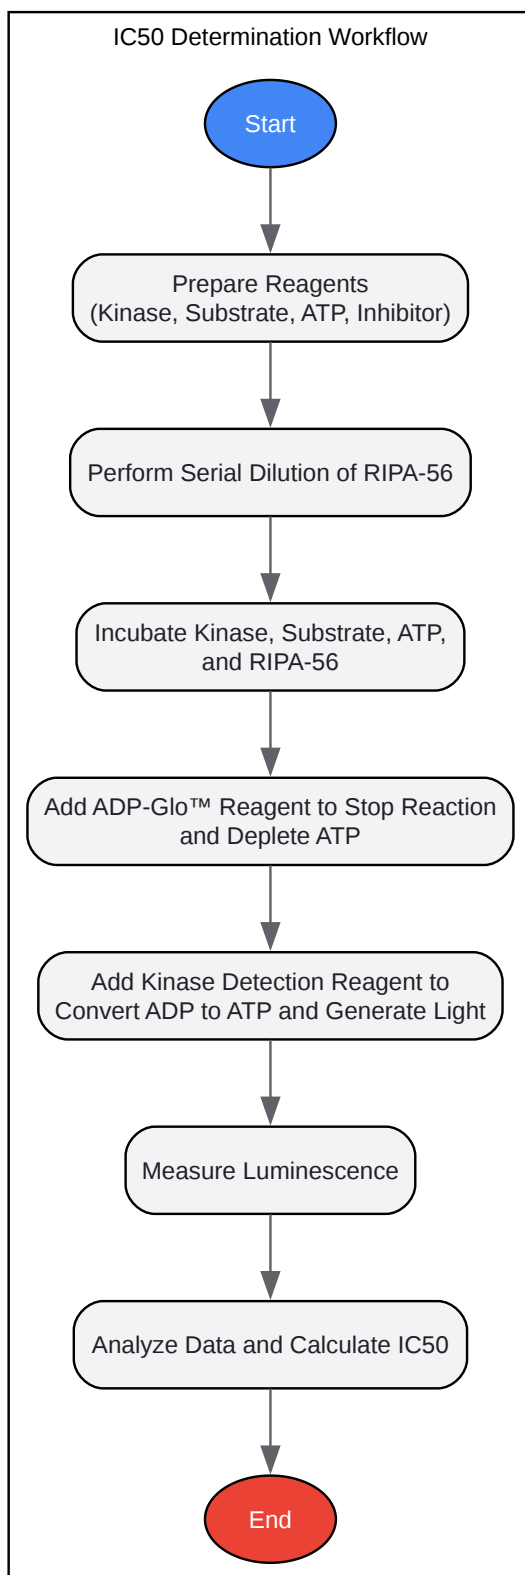 IC50 Determination Workflow
Start
Prepare Reagents
(Kinase, Substrate, ATP, Inhibitor)
Perform Serial Dilution of RIPA-56
Incubate Kinase, Substrate, ATP,
and RIPA-56
Add ADP-Glo™ Reagent to Stop Reaction
and Deplete ATP
Add Kinase Detection Reagent to
Convert ADP to ATP and Generate Light
Measure Luminescence
Analyze Data and Calculate IC50
End